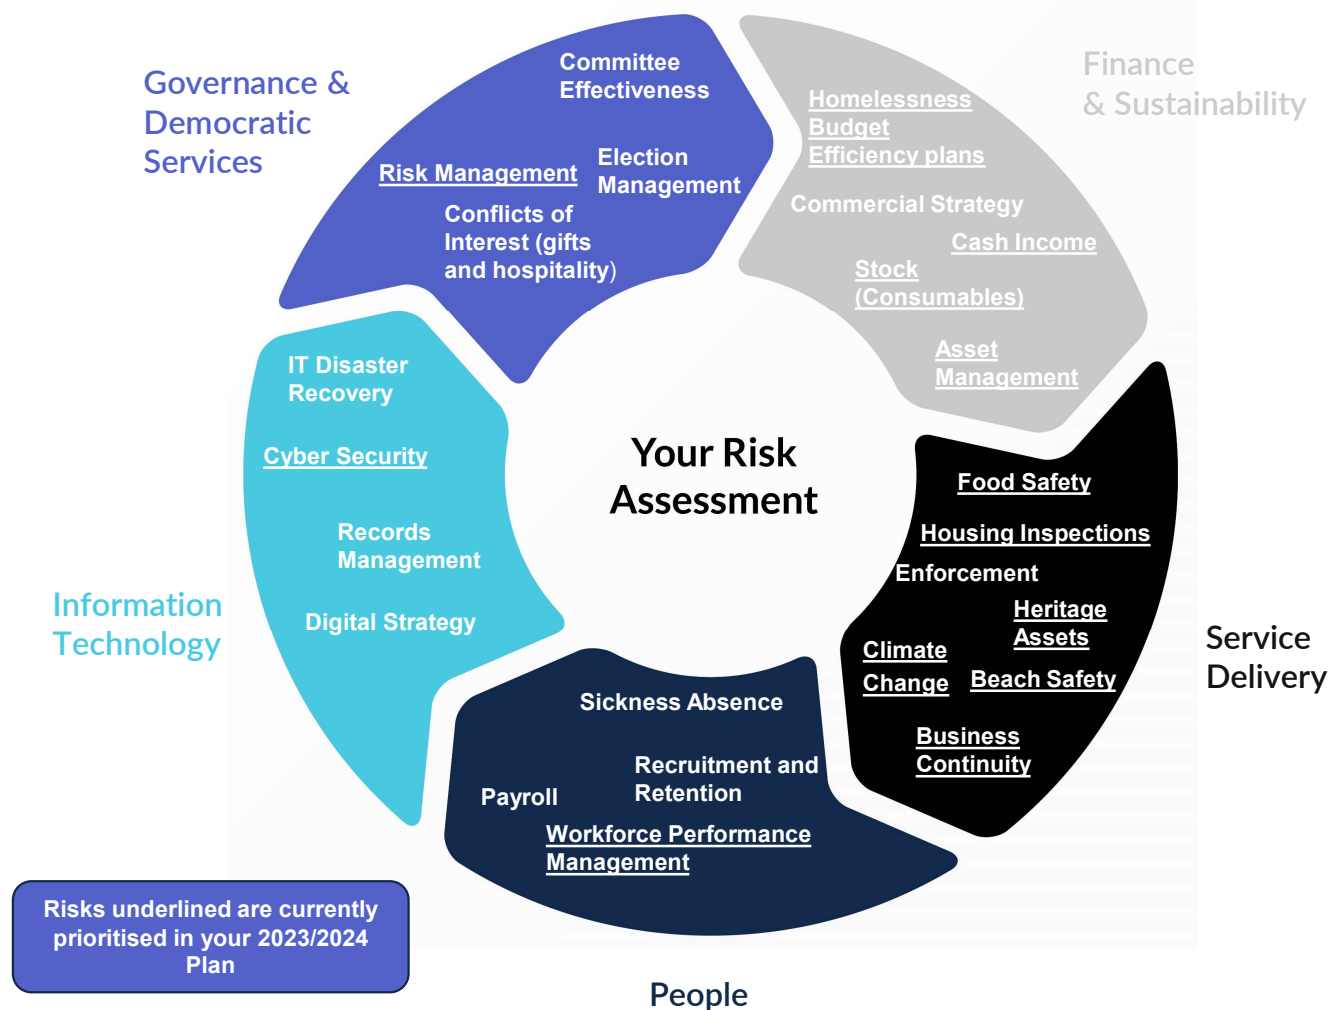 Governance &
Democratic
Services
Committee
Effectiveness
Risk Management
Election
Management
Conflicts of
Interest (gifts
and hospitality)
Finance
& Sustainability
Homelessness
Budget
Efficiency plans
Commercial Strategy
Cash Income
Stock
(Consumables)
Asset
Management
Your Risk
Assessment
IT Disaster
Recovery
Cyber Security
Records
Management
Digital Strategy
Information
Technology
Food Safety
Housing Inspections
Enforcement
Heritage
Assets
Climate
Change
Beach Safety
Business
Continuity
Service
Delivery
Sickness Absence
Recruitment and
Retention
Payroll
Workforce Performance
Management
People
Risks underlined are currently
prioritised in your 2023/2024
Plan